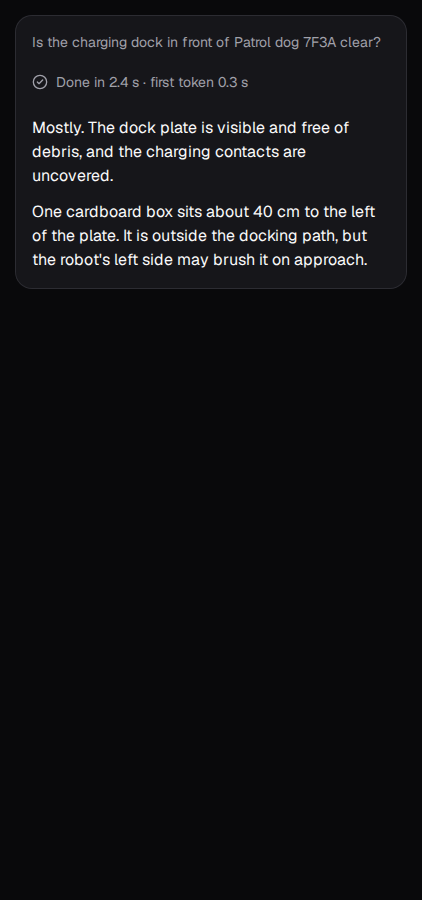 Is the charging dock in front of Patrol dog 7F3A clear?
Done in 2.4 s · first token 0.3 s
Mostly. The dock plate is visible and free of
debris, and the charging contacts are
uncovered.
One cardboard box sits about 40 cm to the left
of the plate. It is outside the docking path, but
the robot's left side may brush it on approach.